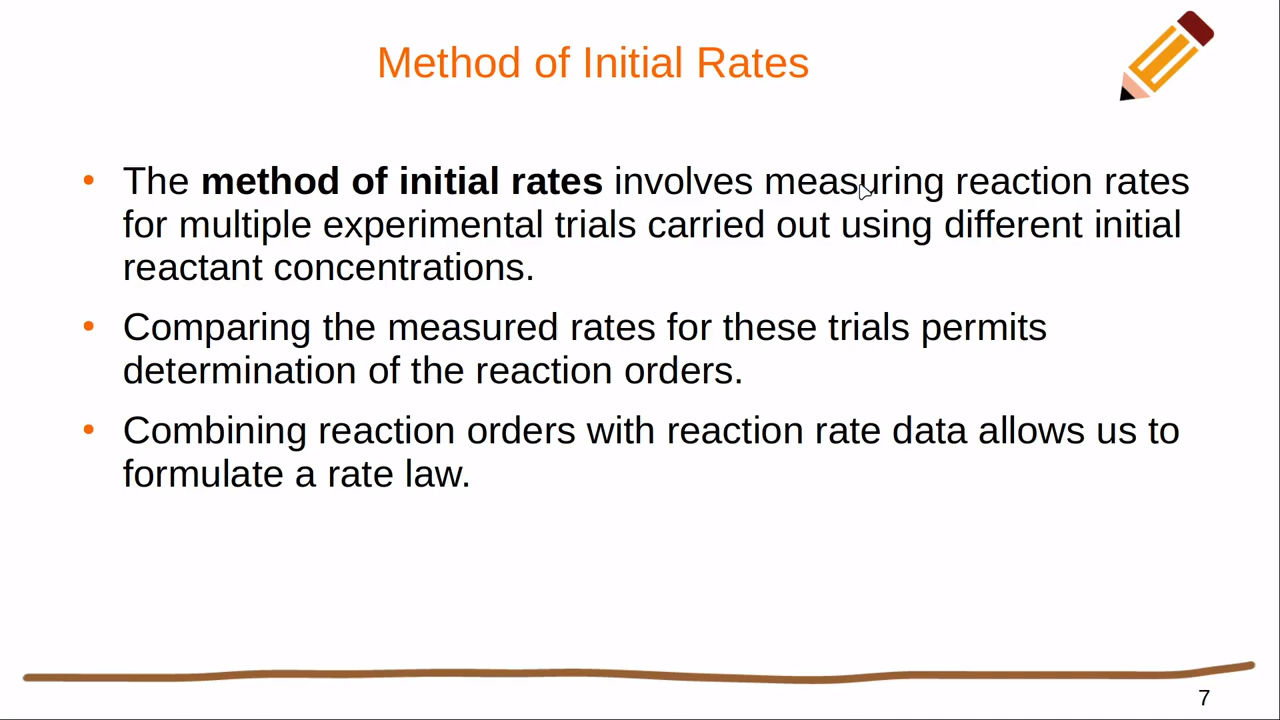 Method of Initial Rates
• The method of initial rates involves measuring reaction rates
for multiple experimental trials carried out using different initial
reactant concentrations.
• Comparing the measured rates for these trials permits
determination of the reaction orders.
• Combining reaction orders with reaction rate data allows us to
formulate a rate law.
7